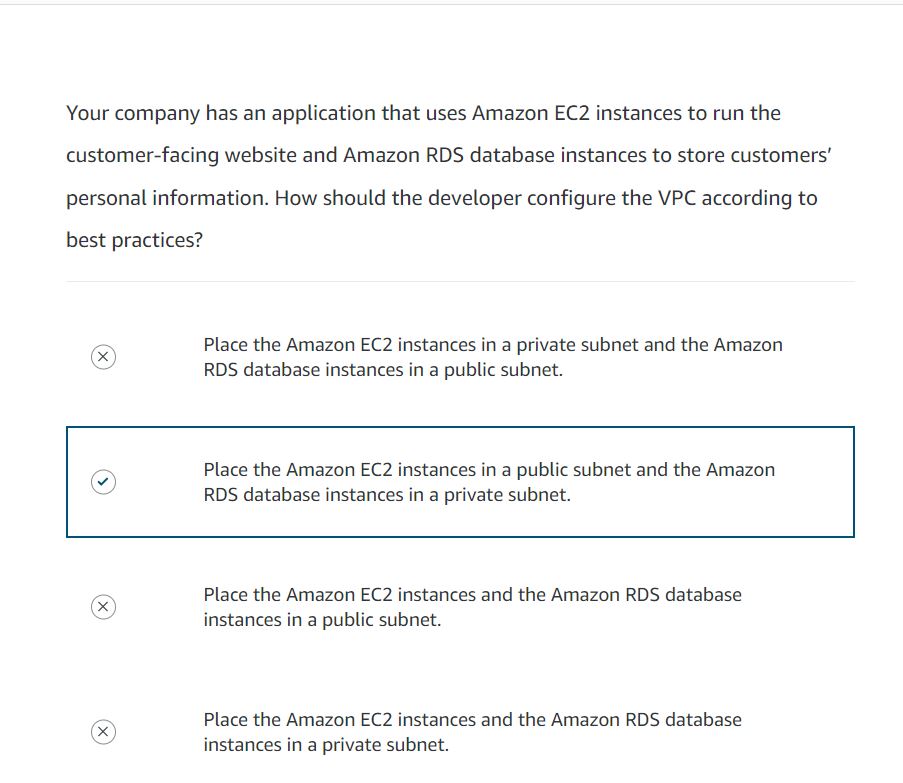 Your company has an application that uses Amazon EC2 instances to run the
customer-facing website and Amazon RDS database instances to store customers’
personal information. How should the developer configure the VPC according to
best practices?
Place the Amazon EC2 instances in a private subnet and the Amazon
RDS database instances in a public subnet.
Place the Amazon EC2 instances in a public subnet and the Amazon
RDS database instances in a private subnet.
Place the Amazon EC2 instances and the Amazon RDS database
instances in a public subnet.
Place the Amazon EC2 instances and the Amazon RDS database
instances in a private subnet.